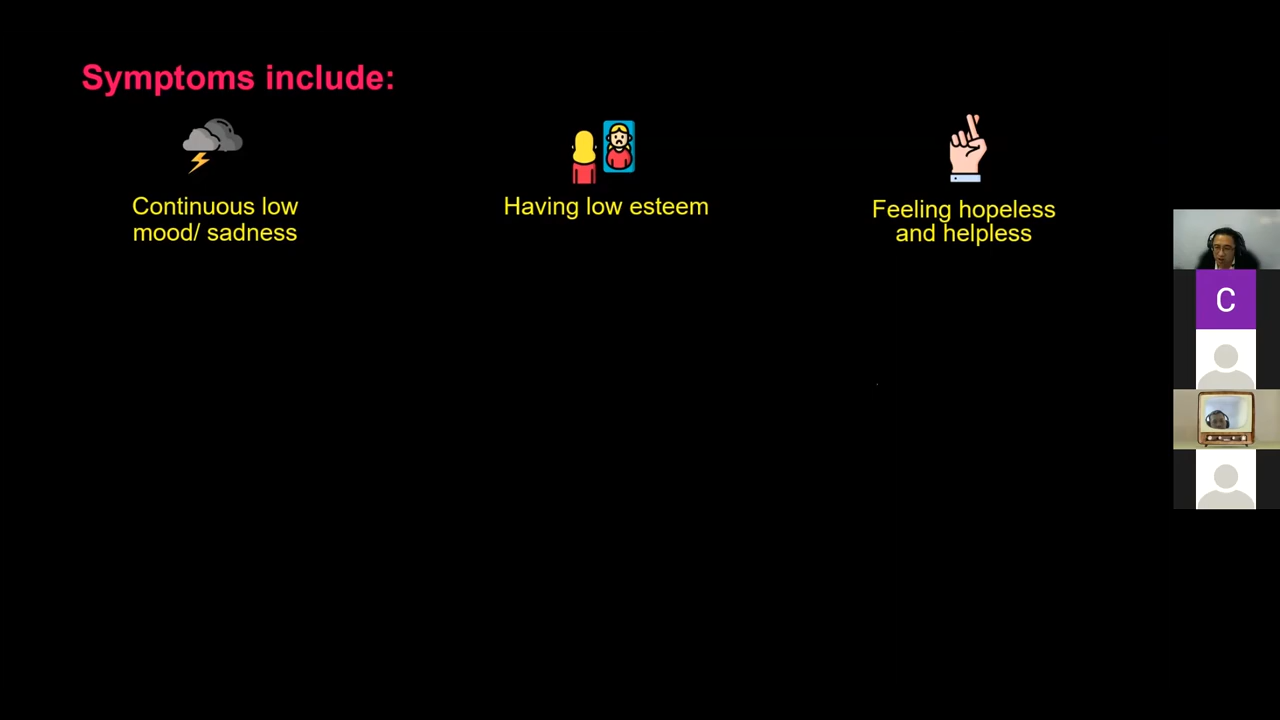 Symptoms include:
Continuous low
mood/ sadness
Having low esteem
Feeling hopeless
and helpless
C